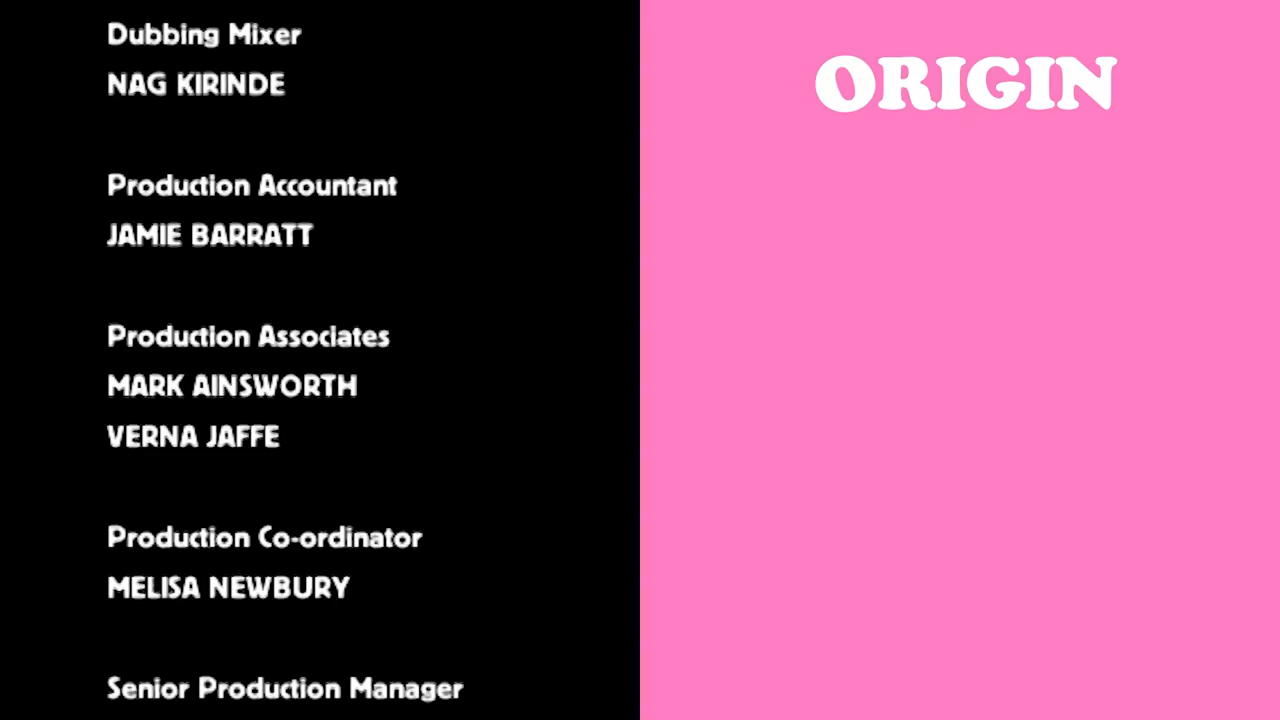 Dubbing Mixer
NAG KIRINDE
Production Accountant
JAMIE BARRATT
Production Associates
MARK AINSWORTH
VERNA JAFFE
Production Co-ordinator
MELISA NEWBURY
Senior Production Manager
ORIGIN